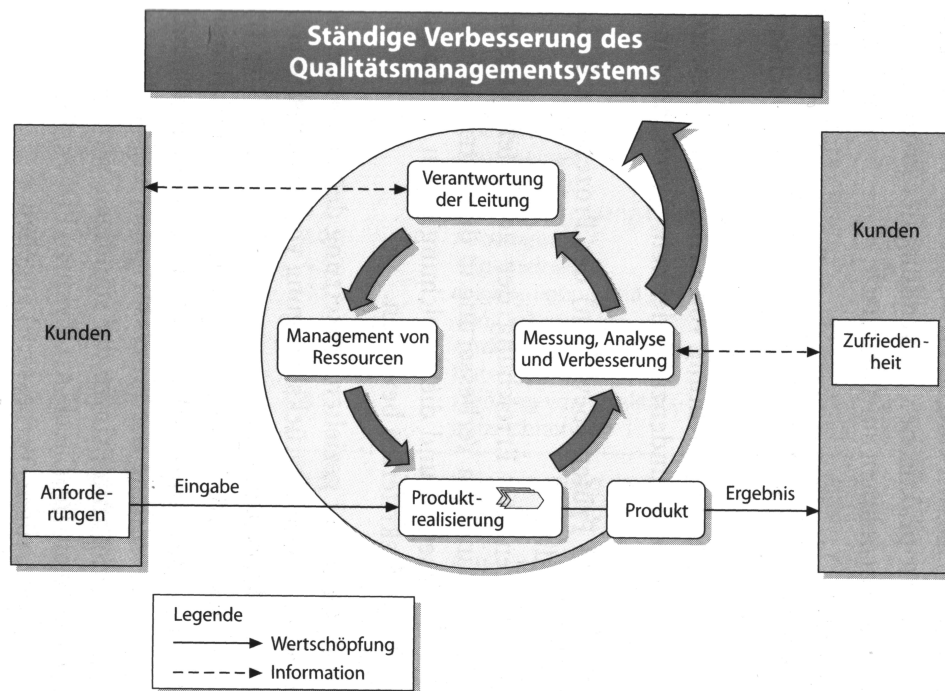 Ständige Verbesserung des
Qualitätsmanagementsystems
Verantwortung
der Leitung
Kunden
Kunden
Management von
Ressourcen
Messung, Analyse
und Verbesserung
Zufrieden-
heit
Anforde-
rungen
Eingabe
Produkt-
realisierung
Produkt
Ergebnis
Legende
Wertschöpfung
Information